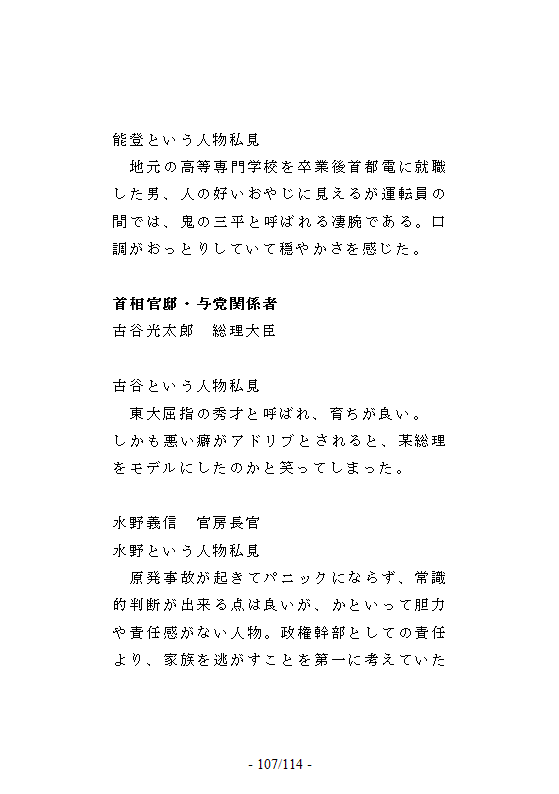 能登という人物私見
　地元の高等専門学校を卒業後首都電に就職
した男、人の好いおやじに見えるが運転員の
間では、鬼の三平と呼ばれる凄腕である。口
調がおっとりしていて穏やかさを感じた。
首相官邸・与党関係者
古谷光太郎　総理大臣
古谷という人物私見
　東大屈指の秀才と呼ばれ、育ちが良い。
しかも悪い癖がアドリブとされると、某総理
をモデルにしたのかと笑ってしまった。
水野義信　官房長官
水野という人物私見
　原発事故が起きてパニックにならず、常識
的判断が出来る点は良いが、かといって胆力
や責任感がない人物。政権幹部としての責任
より、家族を逃がすことを第一に考えていた
- 107/114 -